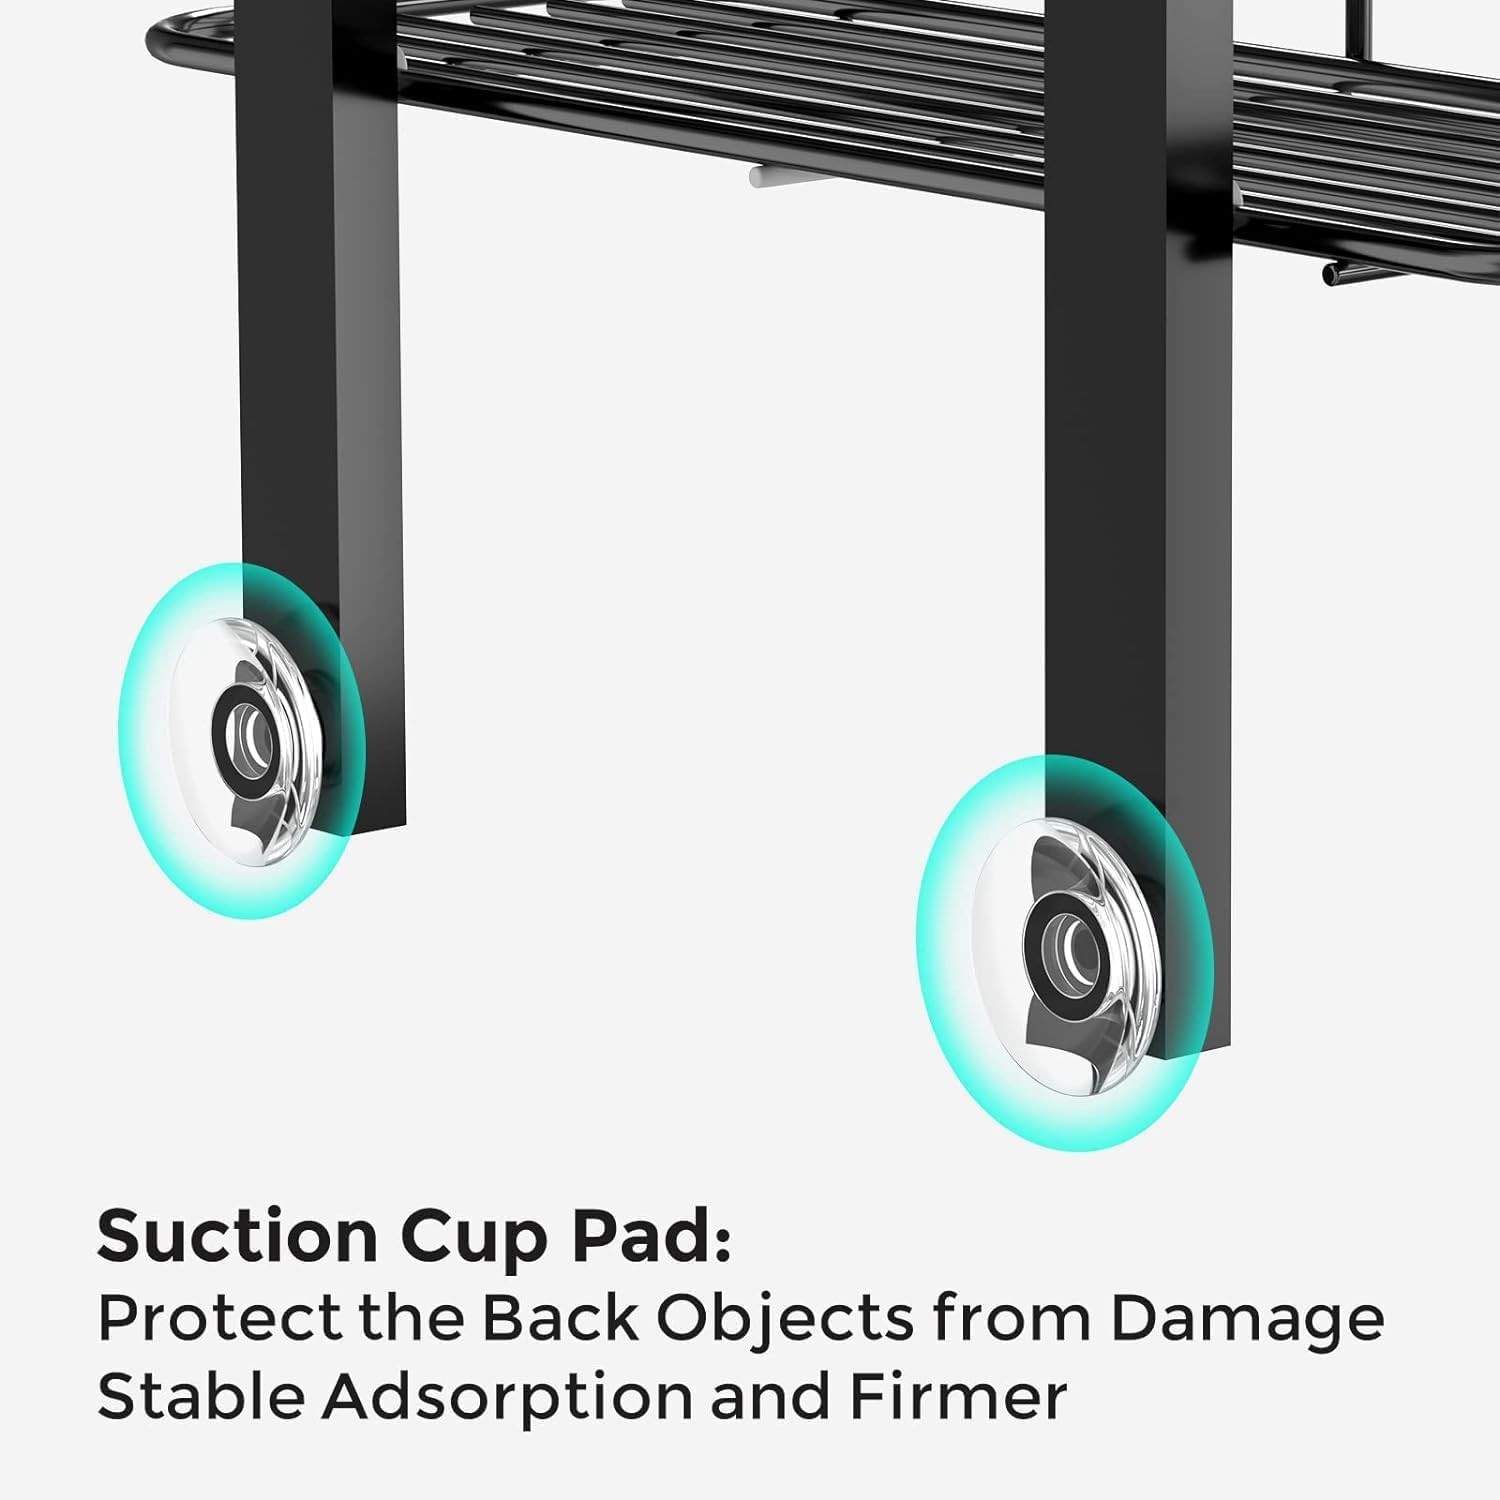 Suction Cup Pad:
Protect the Back Objects from Damage
Stable Adsorption and Firmer